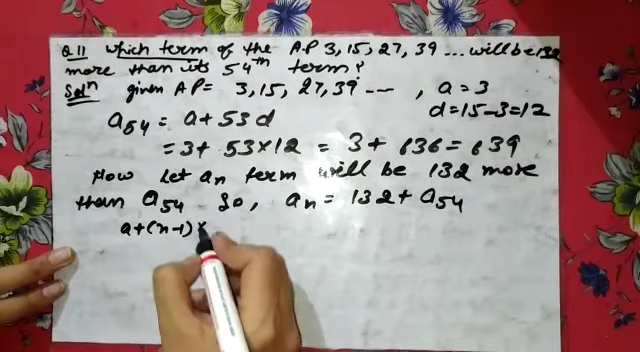 Q.11 which term of the A.P 3, 15, 27, 39 ... will be 132
more than its 54th term?
Solⁿ given AP = 3, 15, 27, 39 ---- , a = 3
d = 15-3 = 12
a54 = a + 53d
= 3 + 53×12 = 3 + 636 = 639
Now Let an term will be 132 more
than a54 So, an = 132 + a54
a+(n-1)